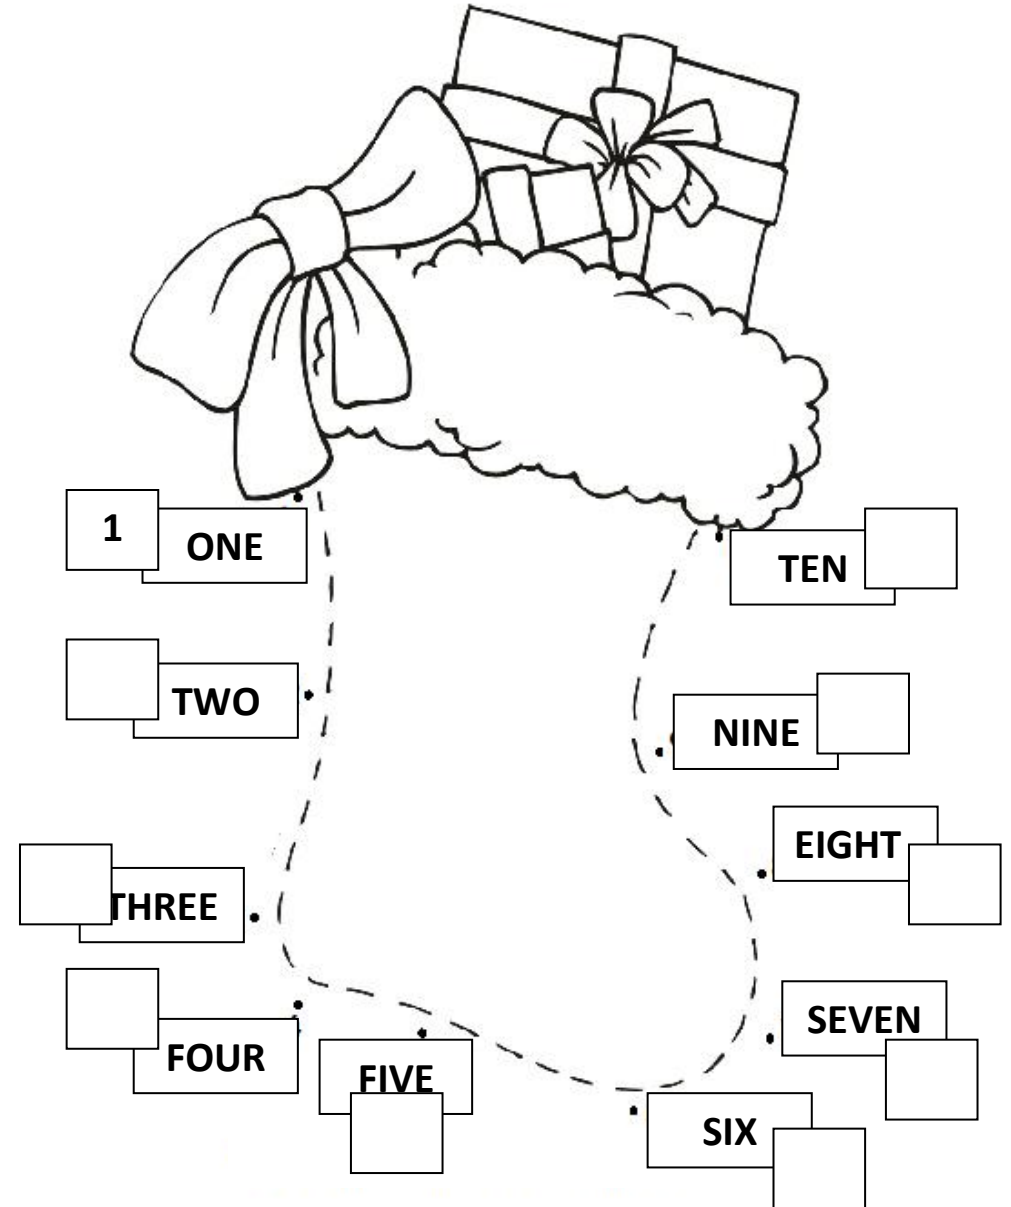 1
ONE
TWO
THREE
FOUR
FIVE
SIX
SEVEN
EIGHT
NINE
TEN